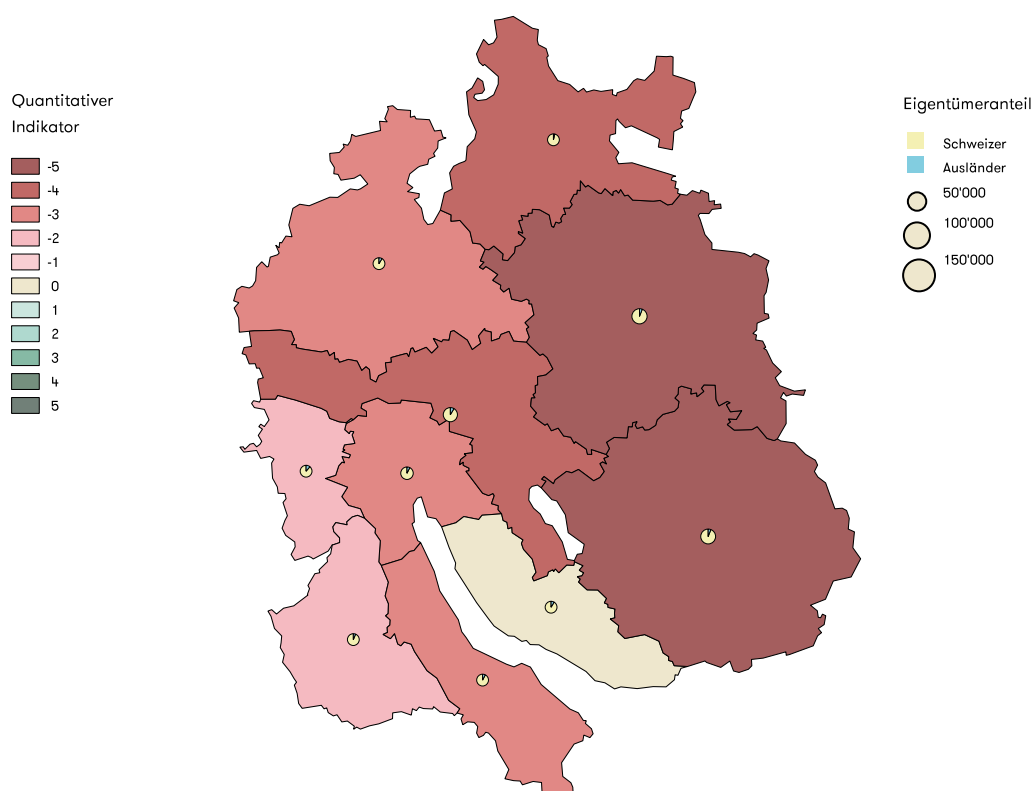 Quantitativer
Indikator
-5
-4
-3
-2
-1
0
1
2
3
4
5
Eigentümeranteil
Schweizer
Ausländer
50'000
100'000
150'000